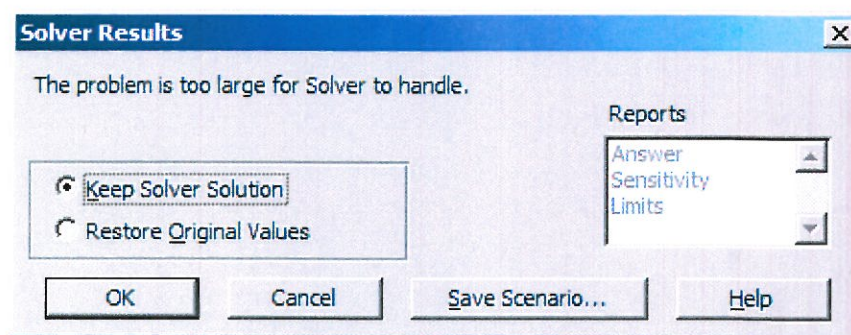 Solver Results
The problem is too large for Solver to handle.
Reports
Answer
Sensitivity
Limits
Keep Solver Solution
Restore Original Values
OK Cancel Save Scenario... Help